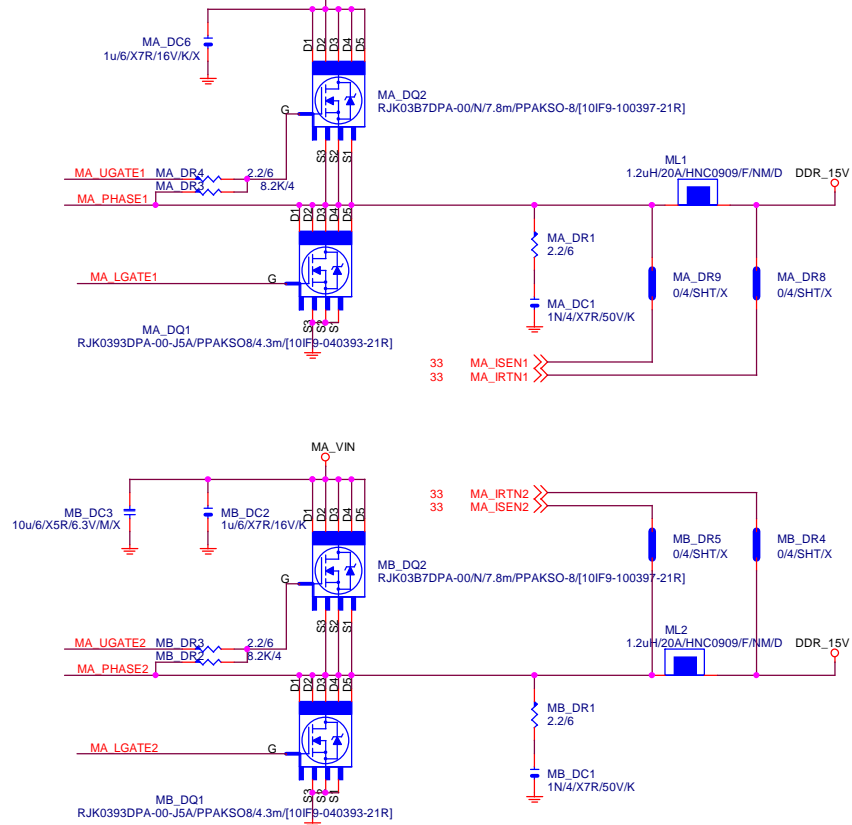 D1 D2 D3 D4 D5
MA_DC6
1u/6/X7R/16V/K/X
MA_DQ2
RJK03B7DPA-00/N/7.8m/PPAKSO-8/[10IF9-100397-21R]
G
S3 S2 S1
MA_UGATE1 MA_DR4 2.2/6
MA_DR3 8.2K/4
MA_PHASE1
ML1
1.2uH/20A/HNC0909/F/NM/D
DDR_15V
D1 D2 D3 D4 D5
MA_DR1
2.2/6
MA_DR9
0/4/SHT/X
MA_DR8
0/4/SHT/X
MA_LGATE1
G
MA_DC1
1N/4/X7R/50V/K
S3 S2 S1
MA_DQ1
RJK0393DPA-00-J5A/PPAKSO8/4.3m/[10IF9-040393-21R]
33 MA_ISEN1
33 MA_IRTN1
MA_VIN
33 MA_IRTN2
33 MA_ISEN2
D1 D2 D3 D4 D5
MB_DC3
10u/6/X5R/6.3V/M/X
MB_DC2
1u/6/X7R/16V/K
MB_DQ2
RJK03B7DPA-00/N/7.8m/PPAKSO-8/[10IF9-100397-21R]
MB_DR5
0/4/SHT/X
MB_DR4
0/4/SHT/X
G
S3 S2 S1
MA_UGATE2 MB_DR3 2.2/6
MB_DR2 8.2K/4
MA_PHASE2
ML2
1.2uH/20A/HNC0909/F/NM/D
DDR_15V
D1 D2 D3 D4 D5
MB_DR1
2.2/6
MA_LGATE2
G
MB_DC1
1N/4/X7R/50V/K
S3 S2 S1
MB_DQ1
RJK0393DPA-00-J5A/PPAKSO8/4.3m/[10IF9-040393-21R]